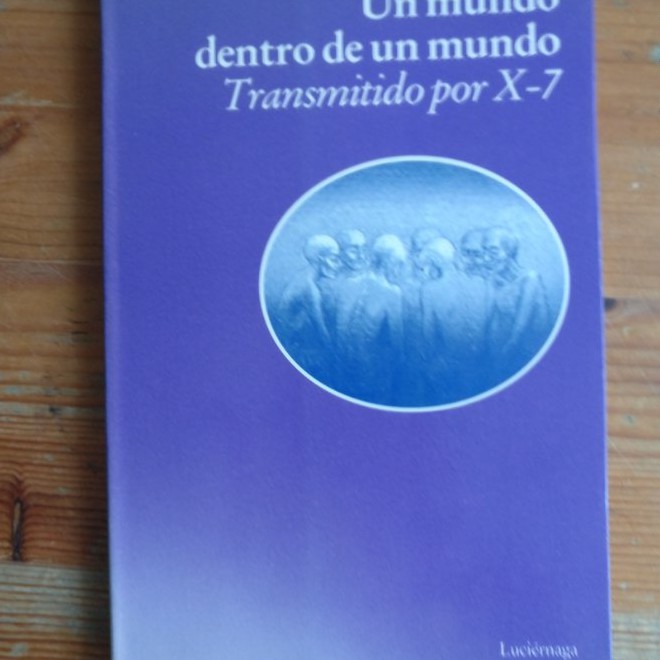 Un mundo
dentro de un mundo
Transmitido por X-7
Luciérnaga